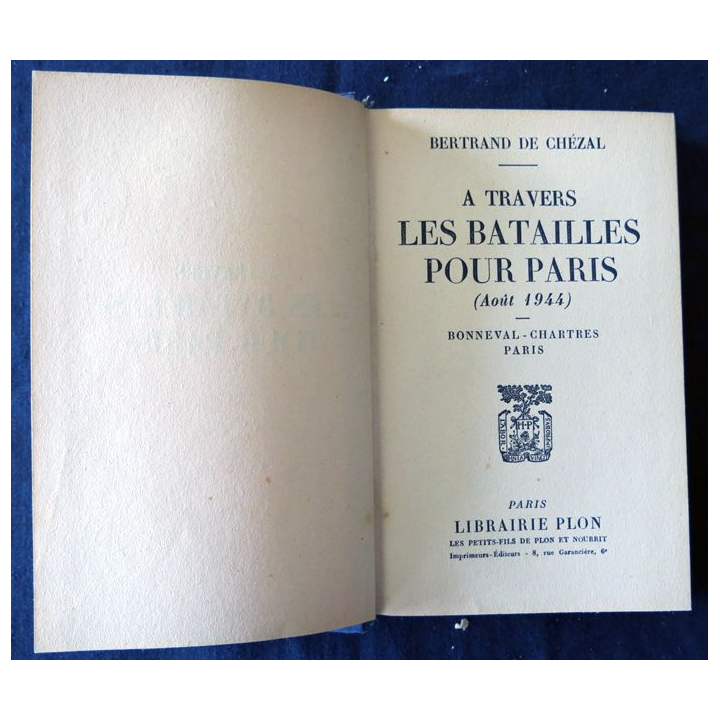 BERTRAND DE CHÉZAL
A TRAVERS
LES BATAILLES
POUR PARIS
(Août 1944)
BONNEVAL - CHARTRES
PARIS
H·P
PARIS
LIBRAIRIE PLON
LES PETITS-FILS DE PLON ET NOURRIT
Imprimeurs-Éditeurs - 8, rue Garancière, 6e